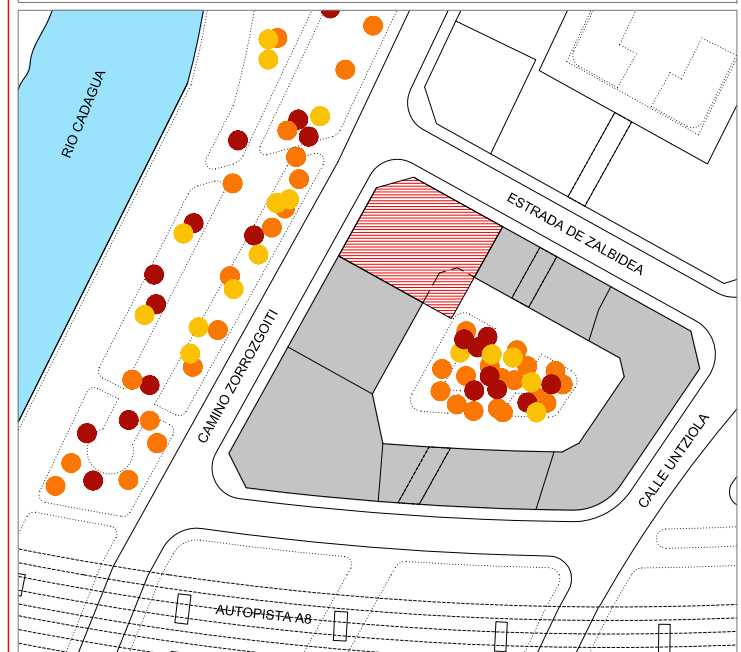 RIO CADAGUA
ESTRADA DE ZALBIDEA
CAMINO ZORROZGOITI
CALLE UNTZIOLA
AUTOPISTA A8